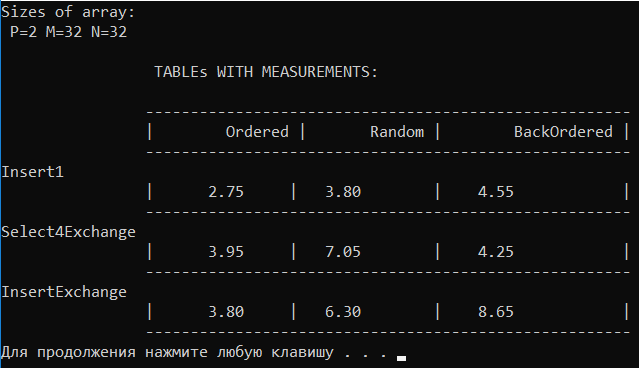 Sizes of array:
P=2 M=32 N=32
TABLEs WITH MEASUREMENTS:
------------------------------------------------------
| Ordered | Random | BackOrdered |
------------------------------------------------------
Insert1
| 2.75 | 3.80 | 4.55 |
------------------------------------------------------
Select4Exchange
| 3.95 | 7.05 | 4.25 |
------------------------------------------------------
InsertExchange
| 3.80 | 6.30 | 8.65 |
------------------------------------------------------
Для продолжения нажмите любую клавишу . . .